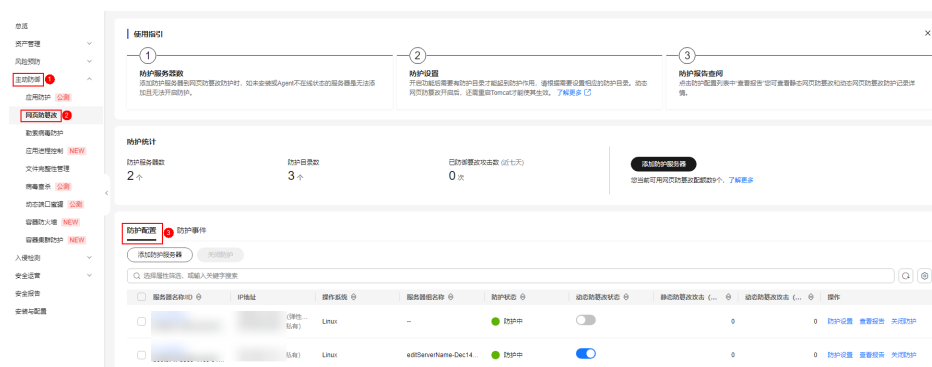 总览
资产管理
风险预防
主动防御 1
应用防护 公测
网页防篡改 2
勒索病毒防护
应用进程控制 NEW
文件完整性管理
病毒查杀 公测
动态端口蜜罐 公测
容器防火墙 NEW
容器集群防护 NEW
入侵检测
安全运营
安全报告
安装与配置
使用指引
1
防护服务器数
添加防护服务器到网页防篡改防护时，如未安装或Agent不在线状态的服务器是无法添
加且无法开启防护。
2
防护设置
开启功能后需要有防护目录才能起到防护作用，请根据需要设置相应的防护目录。动态
网页防篡改开启后，还需重启Tomcat才能使其生效。 了解更多
3
防护报告查阅
点击防护配置列表中“查看报告”您可查看静态网页防篡改和动态网页防篡改防护记录详
情。
防护统计
防护服务器数
2 个
防护目录数
3 个
已防御篡改攻击数 (近七天)
0 次
添加防护服务器
您当前可用网页防篡改配额数9个，了解更多
防护配置 3 防护事件
添加防护服务器 关闭防护
选择属性筛选，或输入关键字搜索
服务器名称/ID IP地址 操作系统 服务器组名称 防护状态 动态防篡改状态 静态防篡改攻击 (... 动态防篡改攻击 (... 操作
(弹性...
私有) Linux -- 防护中 0 0 防护设置 查看报告 关闭防护
私有) Linux editServerName-Dec14... 防护中 0 0 防护设置 查看报告 关闭防护